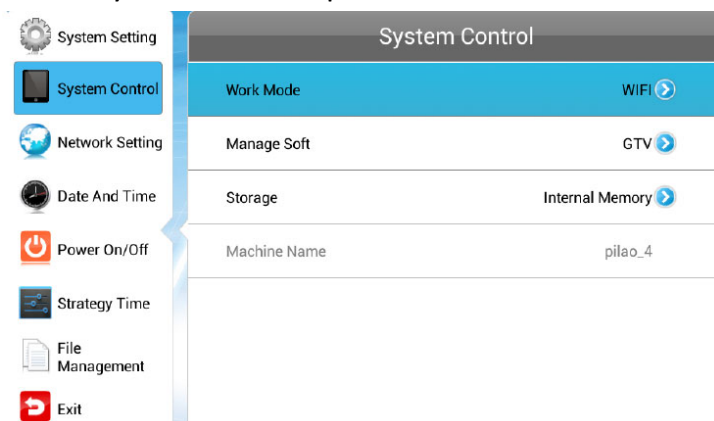 System Setting
System Control
Network Setting
Date And Time
Power On/Off
Strategy Time
File
Management
Exit
System Control
Work Mode WIFI
Manage Soft GTV
Storage Internal Memory
Machine Name pilao_4